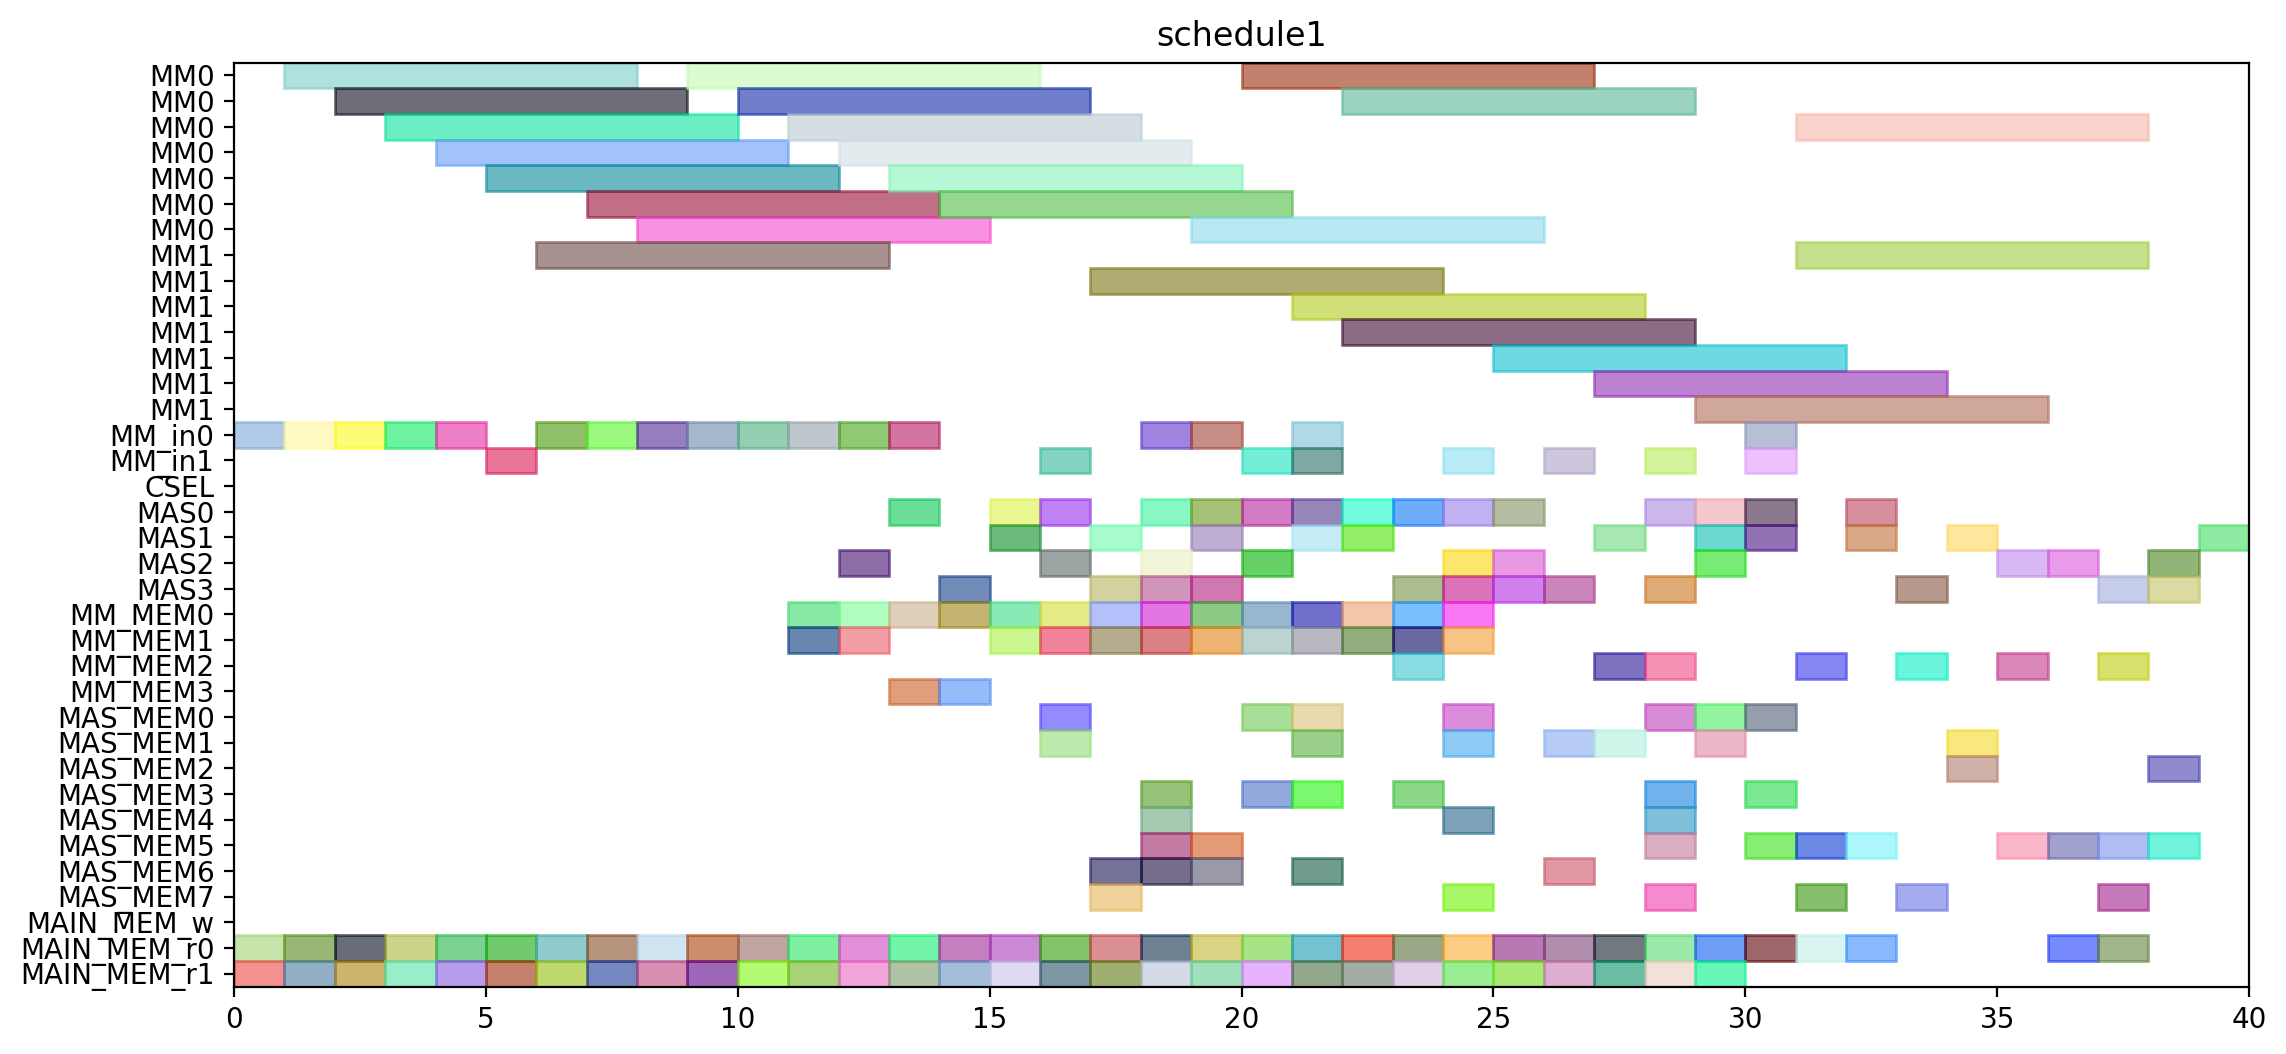 schedule1
MM0
MM0
MM0
MM0
MM0
MM0
MM0
MM1
MM1
MM1
MM1
MM1
MM1
MM1
MM_in0
MM_in1
CSEL
MAS0
MAS1
MAS2
MAS3
MM_MEM0
MM_MEM1
MM_MEM2
MM_MEM3
MAS_MEM0
MAS_MEM1
MAS_MEM2
MAS_MEM3
MAS_MEM4
MAS_MEM5
MAS_MEM6
MAS_MEM7
MAIN_MEM_w
MAIN_MEM_r0
MAIN_MEM_r1
0 5 10 15 20 25 30 35 40